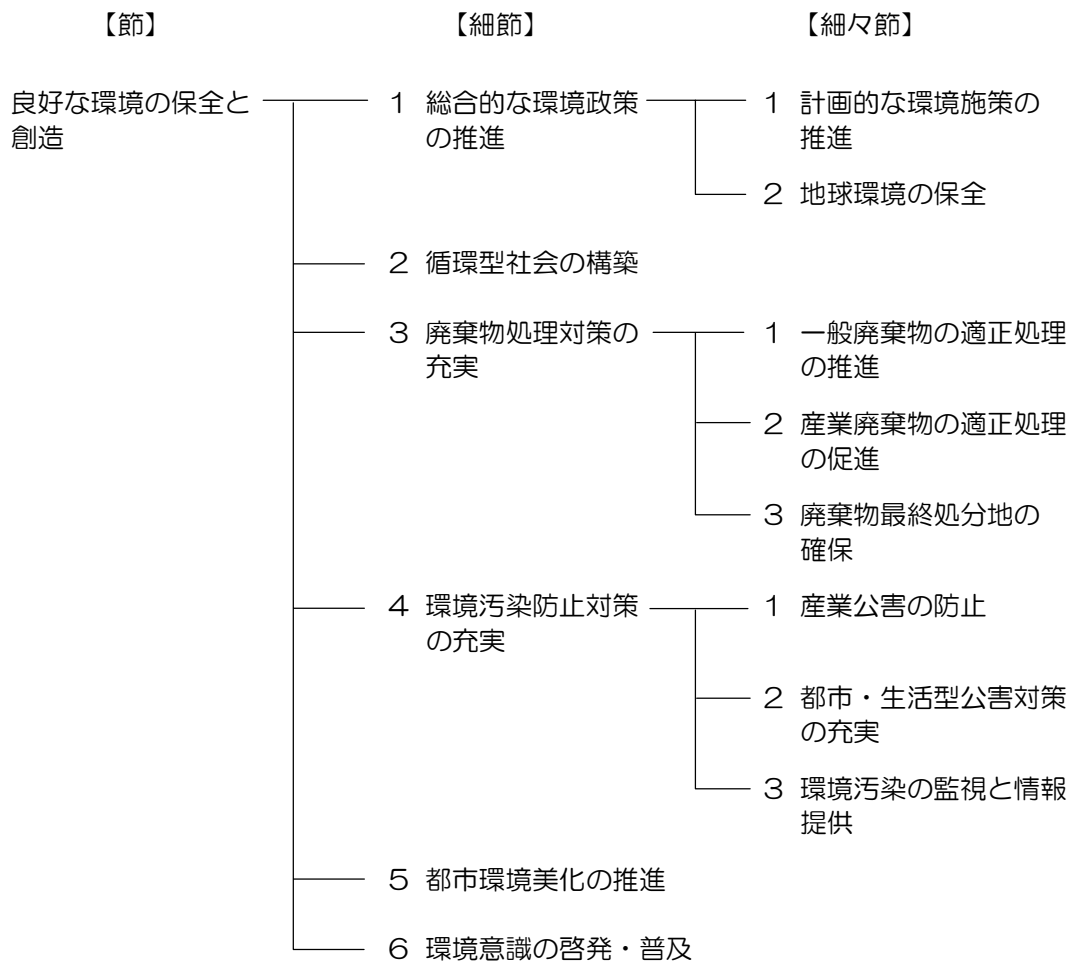 【節】 【細節】 【細々節】
良好な環境の保全と
創造
1 総合的な環境政策
の推進
1 計画的な環境施策の
推進
2 地球環境の保全
2 循環型社会の構築
3 廃棄物処理対策の
充実
1 一般廃棄物の適正処理
の推進
2 産業廃棄物の適正処理
の促進
3 廃棄物最終処分地の
確保
4 環境汚染防止対策
の充実
1 産業公害の防止
2 都市・生活型公害対策
の充実
3 環境汚染の監視と情報
提供
5 都市環境美化の推進
6 環境意識の啓発・普及